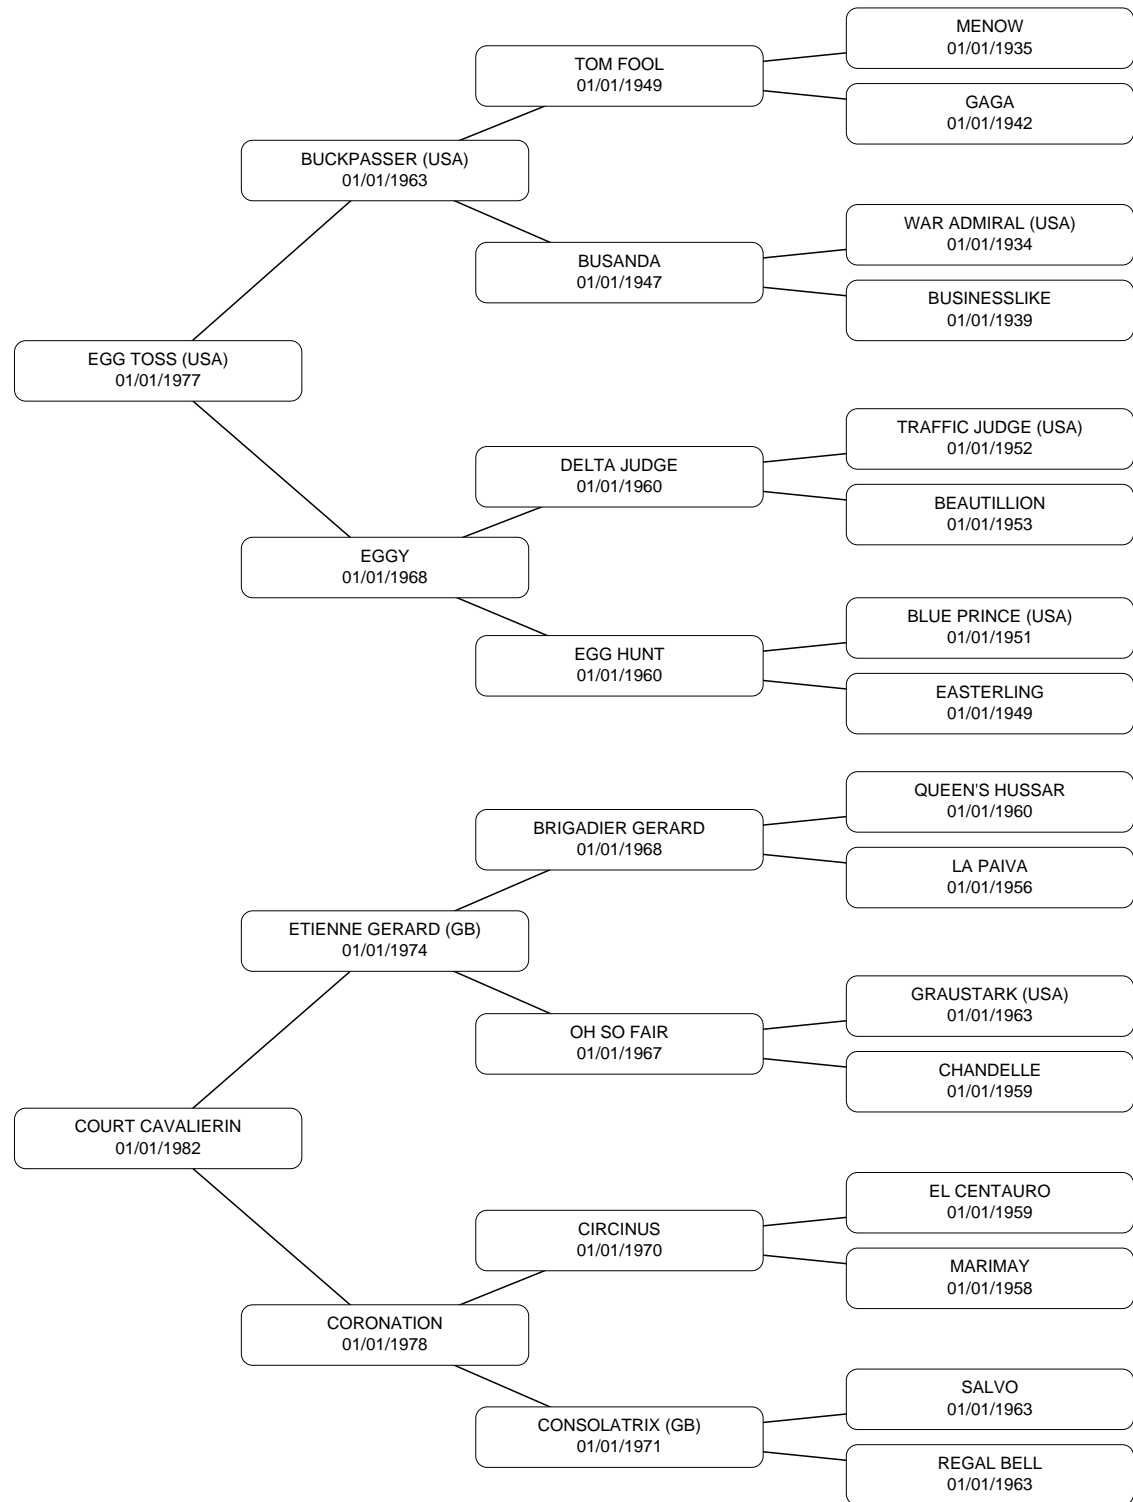 MENOW
01/01/1935
TOM FOOL
01/01/1949
GAGA
01/01/1942
BUCKPASSER (USA)
01/01/1963
WAR ADMIRAL (USA)
01/01/1934
BUSANDA
01/01/1947
BUSINESSLIKE
01/01/1939
EGG TOSS (USA)
01/01/1977
TRAFFIC JUDGE (USA)
01/01/1952
DELTA JUDGE
01/01/1960
BEAUTILLION
01/01/1953
EGGY
01/01/1968
BLUE PRINCE (USA)
01/01/1951
EGG HUNT
01/01/1960
EASTERLING
01/01/1949
QUEEN'S HUSSAR
01/01/1960
BRIGADIER GERARD
01/01/1968
LA PAIVA
01/01/1956
ETIENNE GERARD (GB)
01/01/1974
GRAUSTARK (USA)
01/01/1963
OH SO FAIR
01/01/1967
CHANDELLE
01/01/1959
COURT CAVALIERIN
01/01/1982
EL CENTAURO
01/01/1959
CIRCINUS
01/01/1970
MARIMAY
01/01/1958
CORONATION
01/01/1978
SALVO
01/01/1963
CONSOLATRIX (GB)
01/01/1971
REGAL BELL
01/01/1963